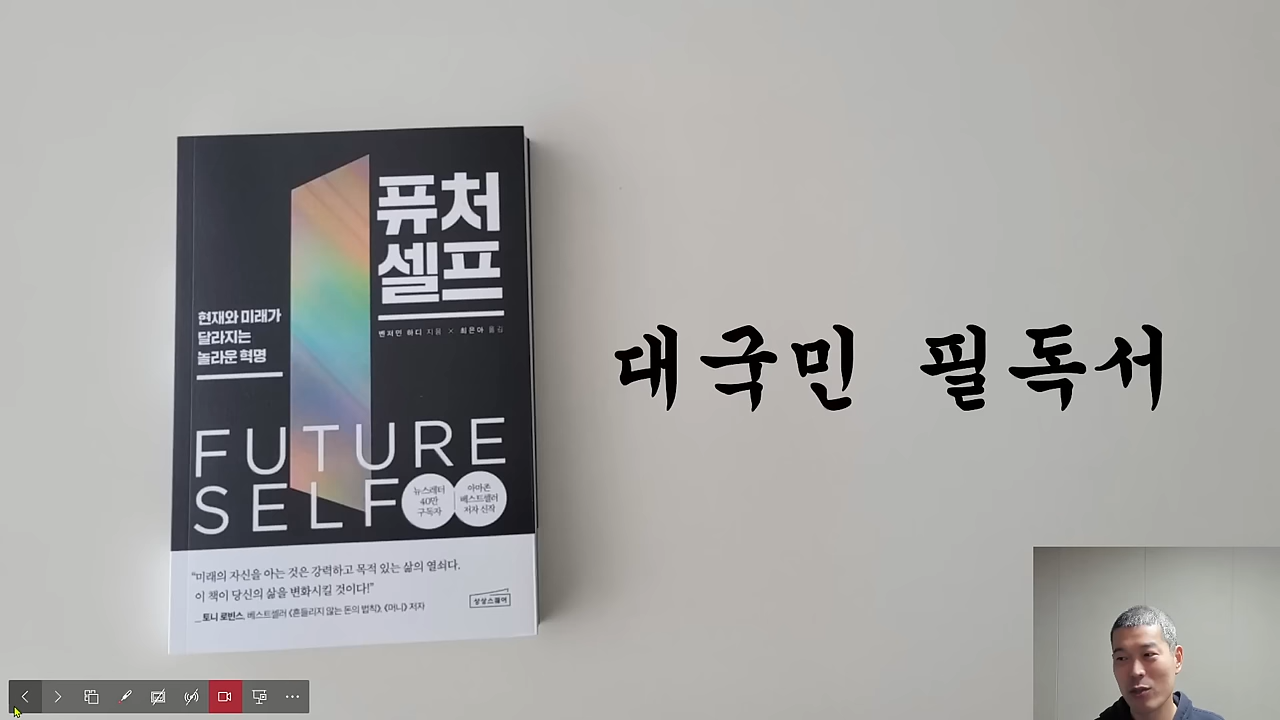 퓨처
셀프
벤저민 하디 지음 × 최은아 옮김
현재와 미래가
달라지는
놀라운 혁명
FUTURE
SELF
뉴스레터
40만
구독자
아마존
베스트셀러
저자 신작
“미래의 자신을 아는 것은 강력하고 목적 있는 삶의 열쇠다.
이 책이 당신의 삶을 변화시킬 것이다!”
_토니 로빈스, 베스트셀러 《흔들리지 않는 돈의 법칙》, 《머니》 저자
상상스퀘어
대국민 필독서